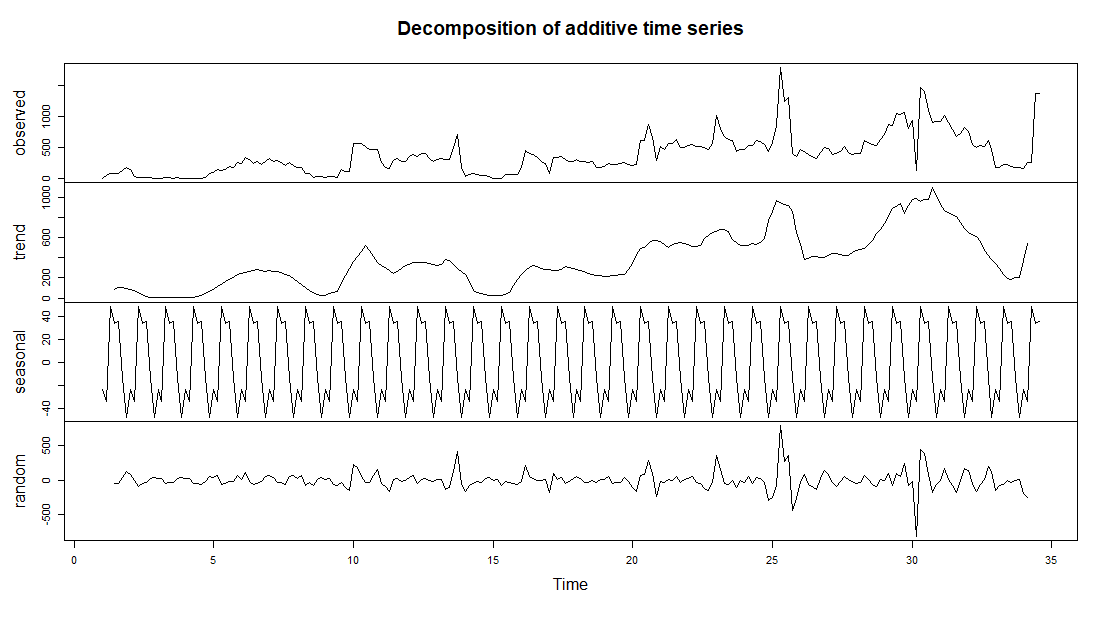 Decomposition of additive time series
observed
0 500 1000
trend
0 200 600 1000
seasonal
40 0 20 40
random
-500 0 500
0 5 10 15 20 25 30 35
Time